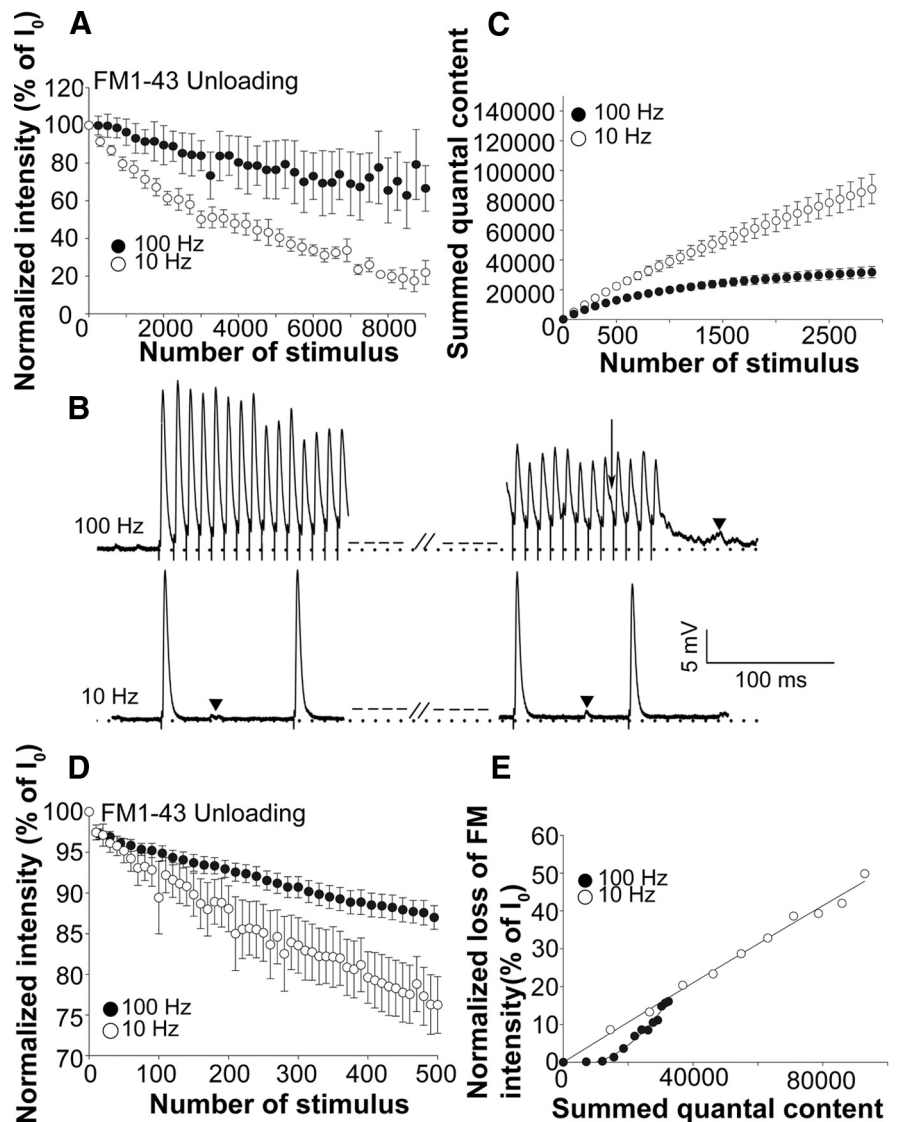 A
FM1-43 Unloading
Normalized intensity (% of I0)
120
100
80
60
40
20
0
100 Hz
10 Hz
0 2000 4000 6000 8000
Number of stimulus
C
Summed quantal content
140000
120000
100000
80000
60000
40000
20000
0
100 Hz
10 Hz
0 500 1500 2500
Number of stimulus
B
100 Hz
10 Hz
5 mV
100 ms
D
FM1-43 Unloading
Normalized intensity (% of I0)
100
95
90
85
80
75
70
100 Hz
10 Hz
0 100 200 300 400 500
Number of stimulus
E
Normalized loss of FM
intensity(% of I0)
60
50
40
30
20
10
0
100 Hz
10 Hz
0 40000 80000
Summed quantal content